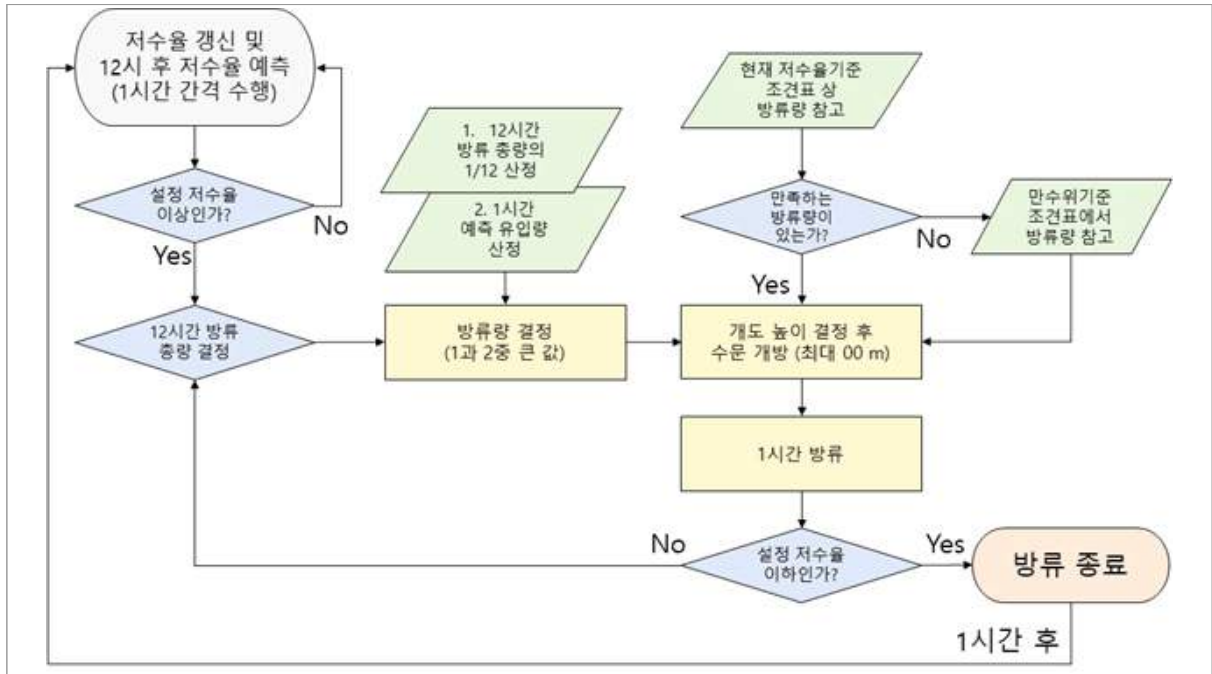 저수율 갱신 및
12시 후 저수율 예측
(1시간 간격 수행)
설정 저수율
이상인가?
No
Yes
12시간 방류
총량 결정
1. 12시간
방류 총량의
1/12 산정
2. 1시간
예측 유입량
산정
방류량 결정
(1과 2중 큰 값)
현재 저수율기준
조견표 상
방류량 참고
만족하는
방류량이
있는가?
No
만수위기준
조견표에서
방류량 참고
Yes
개도 높이 결정 후
수문 개방 (최대 00 m)
1시간 방류
설정 저수율
이하인가?
No
Yes
방류 종료
1시간 후